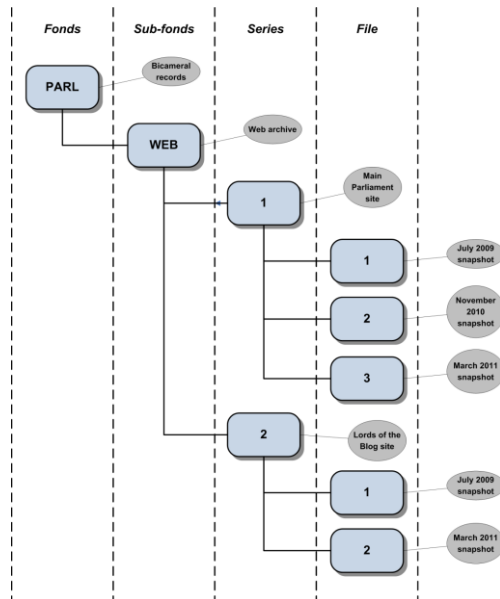 Fonds
Sub-fonds
Series
File
PARL
Bicameral
records
WEB
Web archive
1
Main
Parliament
site
1
July 2009
snapshot
2
November
2010
snapshot
3
March 2011
snapshot
2
Lords of the
Blog site
1
July 2009
snapshot
2
March 2011
snapshot